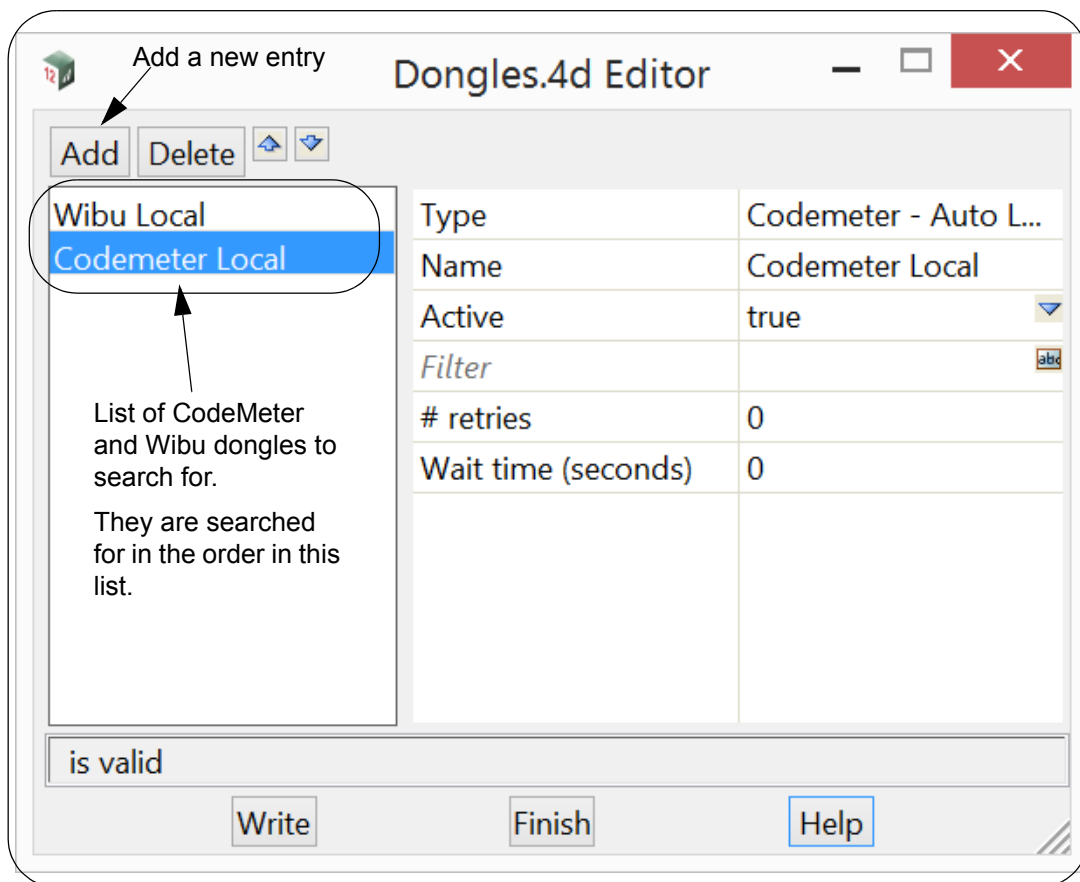 Add a new entry
12d
Dongles.4d Editor
Add
Delete
Wibu Local
Codemeter Local
Type
Codemeter - Auto L...
Name
Codemeter Local
Active
true
Filter
abc
# retries
0
Wait time (seconds)
0
List of CodeMeter
and Wibu dongles to
search for.
They are searched
for in the order in this
list.
is valid
Write
Finish
Help